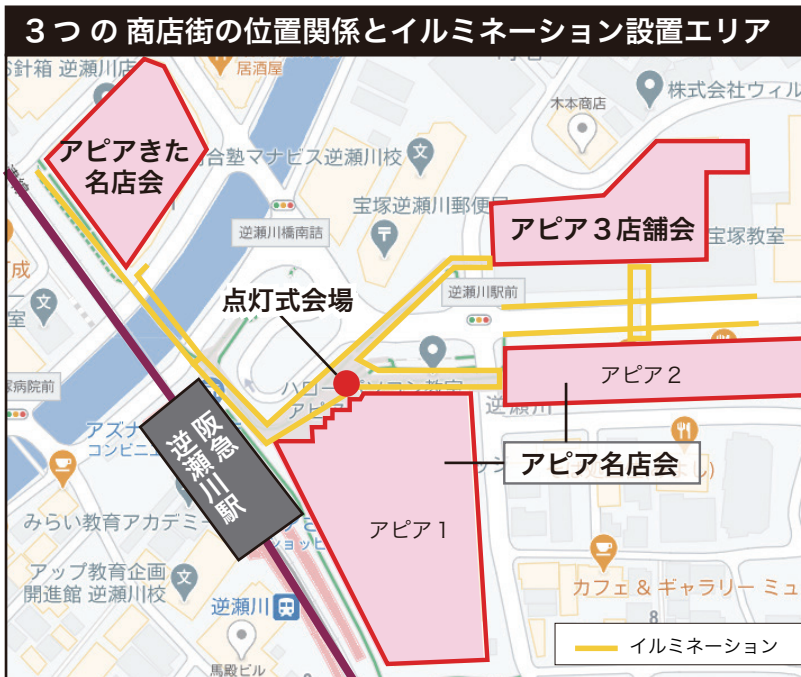 ３つの商店街の位置関係とイルミネーション設置エリア
針箱 逆瀬川店
居酒屋
株式会社ウィル
木本商店
アピアきた
名店会
合塾マナビス逆瀬川校
宝塚逆瀬川郵便局
アピア３店舗会
宝塚教室
逆瀬川橋南詰
点灯式会場
逆瀬川駅前
アピア２
病院前
逆瀬川
阪急
逆瀬川駅
コンビニ
アピア名店会
アピア１
みらい教育アカデミー
アップ教育企画
開進館 逆瀬川校
逆瀬川
カフェ & ギャラリー ミュ
8
馬殿ビル
イルミネーション